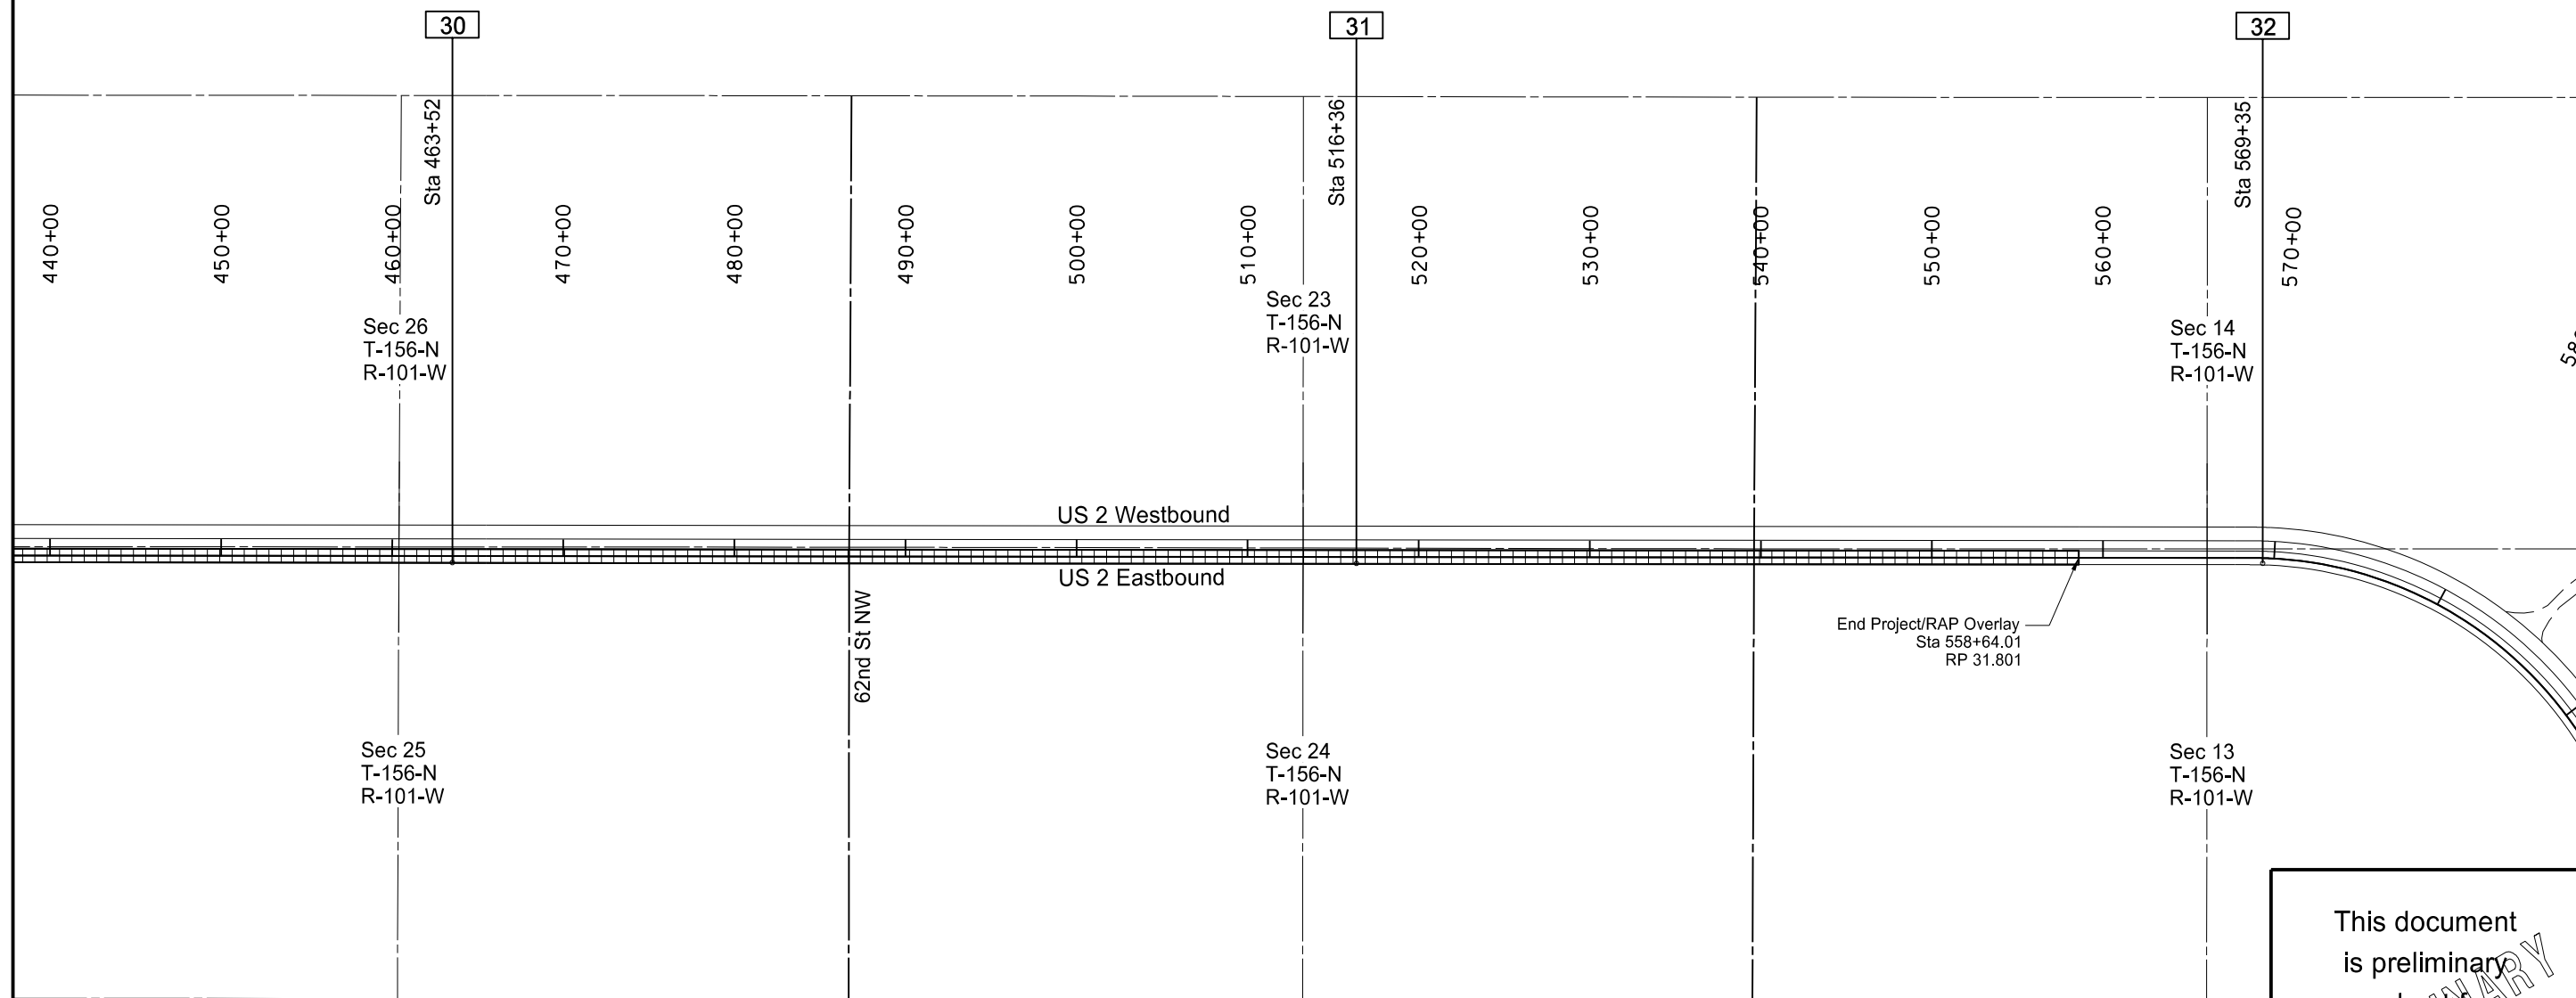 30
31
32
Sta 463+52
Sta 516+36
Sta 569+35
440+00
450+00
460+00
470+00
480+00
490+00
500+00
510+00
520+00
530+00
540+00
550+00
560+00
570+00
Sec 26
T-156-N
R-101-W
Sec 23
T-156-N
R-101-W
Sec 14
T-156-N
R-101-W
US 2 Westbound
US 2 Eastbound
62nd St NW
End Project/RAP Overlay
Sta 558+64.01
RP 31.801
Sec 25
T-156-N
R-101-W
Sec 24
T-156-N
R-101-W
Sec 13
T-156-N
R-101-W
This document
is preliminary